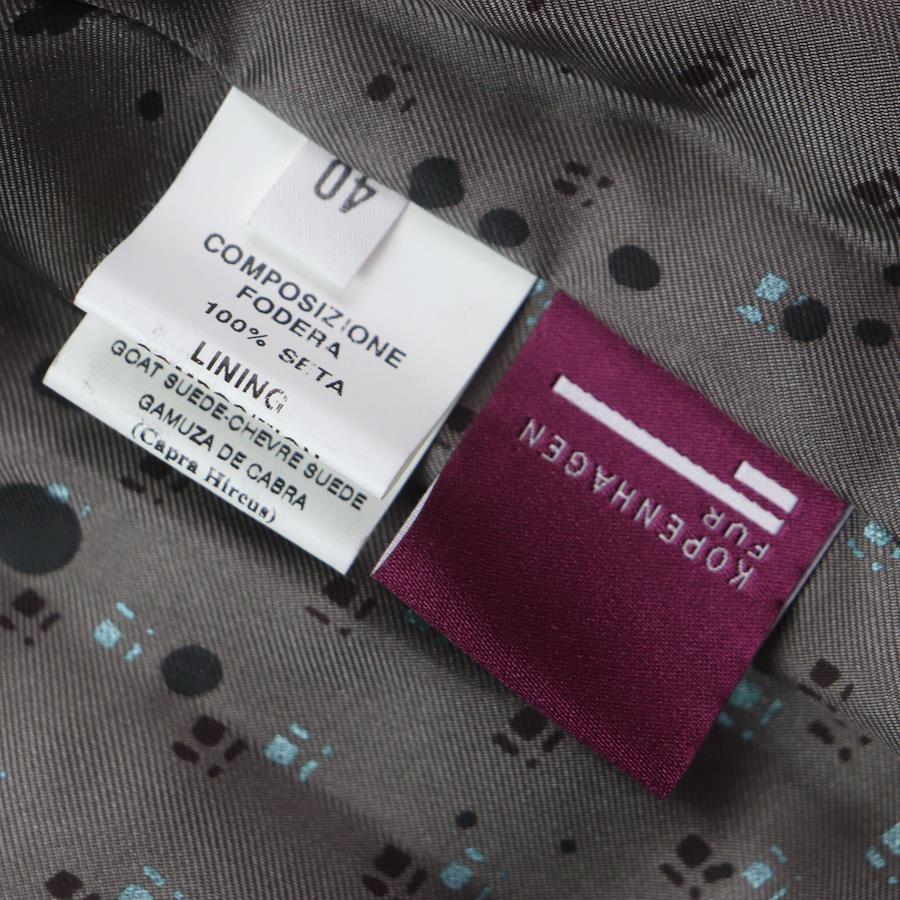 40
COMPOSIZIONE
FODERA
100% SETA
LINING
GOAT SUEDE-CHEVRE SUEDE
GAMUZA DE CABRA
(Capra Hircus)
KOPENHAGEN
FUR